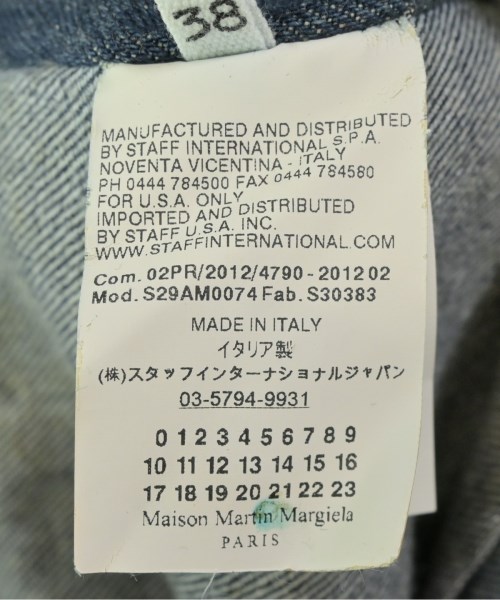 38
MANUFACTURED AND DISTRIBUTED
BY STAFF INTERNATIONAL S.P.A.
NOVENTA VICENTINA - ITALY
PH 0444 784500 FAX 0444 784580
FOR U.S.A. ONLY
IMPORTED AND DISTRIBUTED
BY STAFF U.S.A. INC.
WWW.STAFFINTERNATIONAL.COM
Com. 02PR/2012/4790 - 2012 02
Mod. S29AM0074 Fab. S30383
MADE IN ITALY
イタリア製
(株)スタッフインターナショナルジャパン
03-5794-9931
0 1 2 3 4 5 6 7 8 9
10 11 12 13 14 15 16
17 18 19 20 21 22 23
Maison Martin Margiela
PARIS